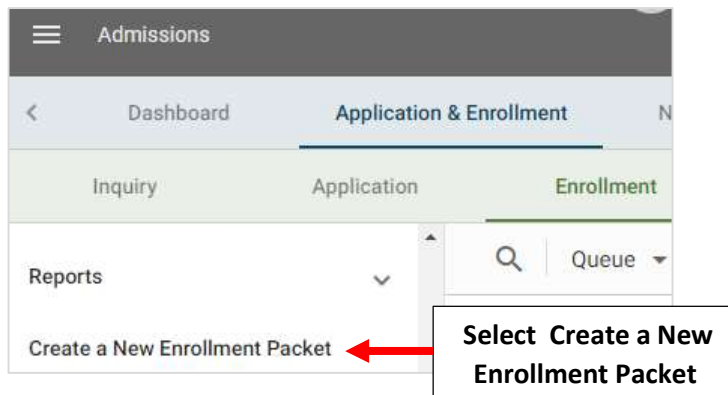 Admissions
Dashboard Application & Enrollment N
Inquiry Application Enrollment
Queue
Reports
Create a New Enrollment Packet
Select Create a New
Enrollment Packet